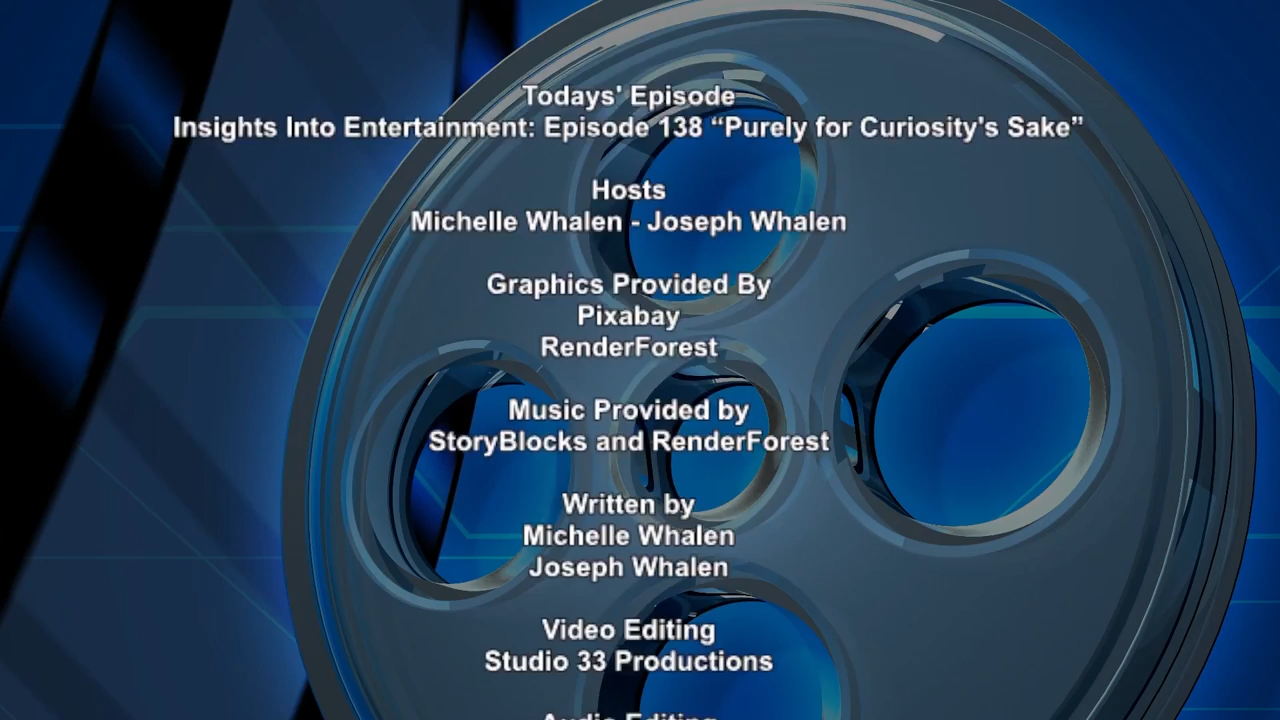 Todays' Episode
Insights Into Entertainment: Episode 138 “Purely for Curiosity's Sake”
Hosts
Michelle Whalen - Joseph Whalen
Graphics Provided By
Pixabay
RenderForest
Music Provided by
StoryBlocks and RenderForest
Written by
Michelle Whalen
Joseph Whalen
Video Editing
Studio 33 Productions
Audio Editing